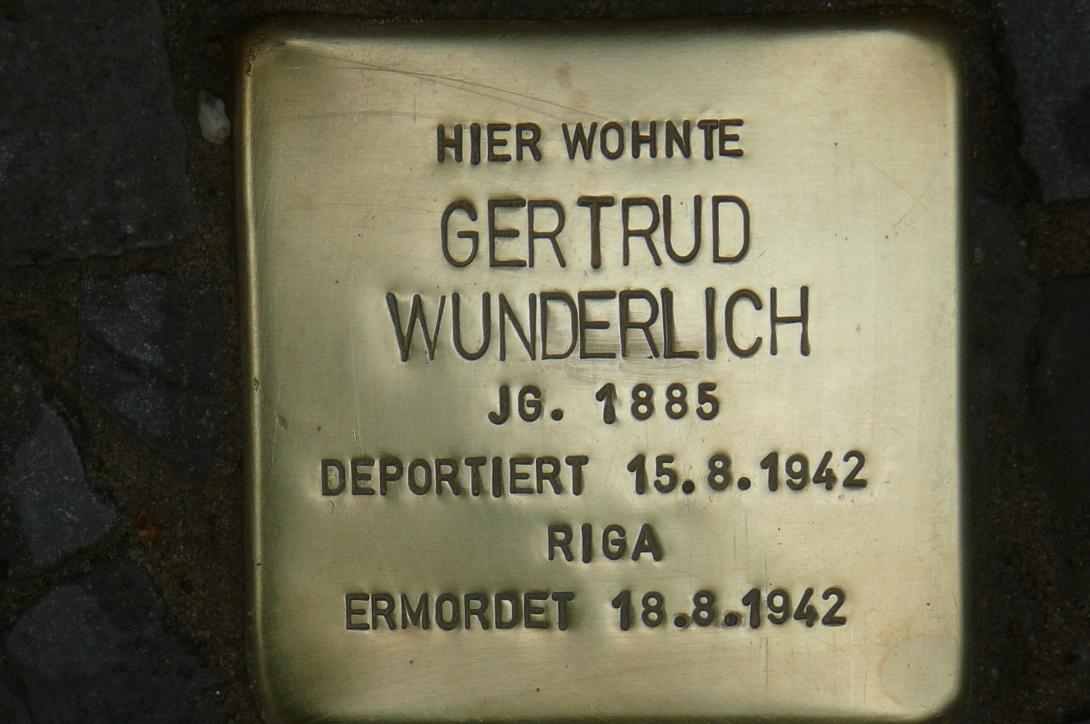 HIER WOHNTE
GERTRUD
WUNDERLICH
JG. 1885
DEPORTIERT 15.8.1942
RIGA
ERMORDET 18.8.1942